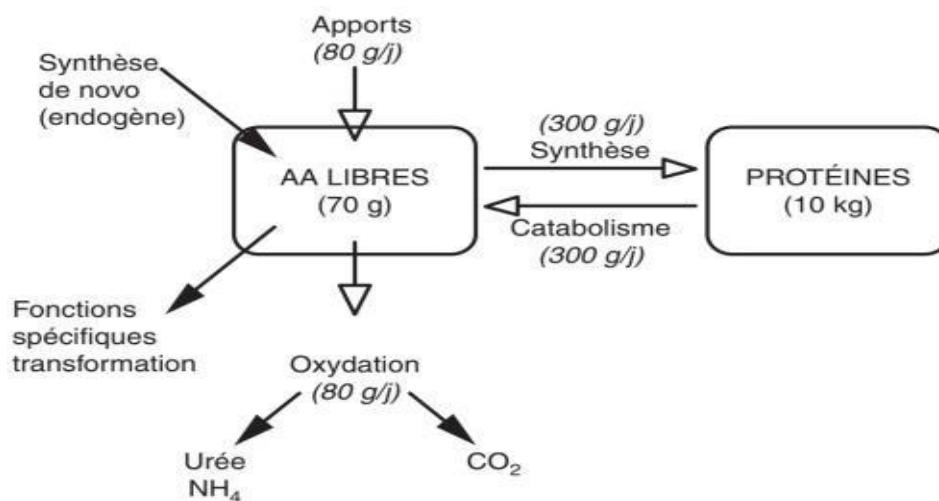 Apports
(80 g/j)
Synthèse
de novo
(endogène)
(300 g/j)
Synthèse
AA LIBRES
(70 g)
PROTÉINES
(10 kg)
Catabolisme
(300 g/j)
Fonctions
spécifiques
transformation
Oxydation
(80 g/j)
Urée
NH₄
CO₂